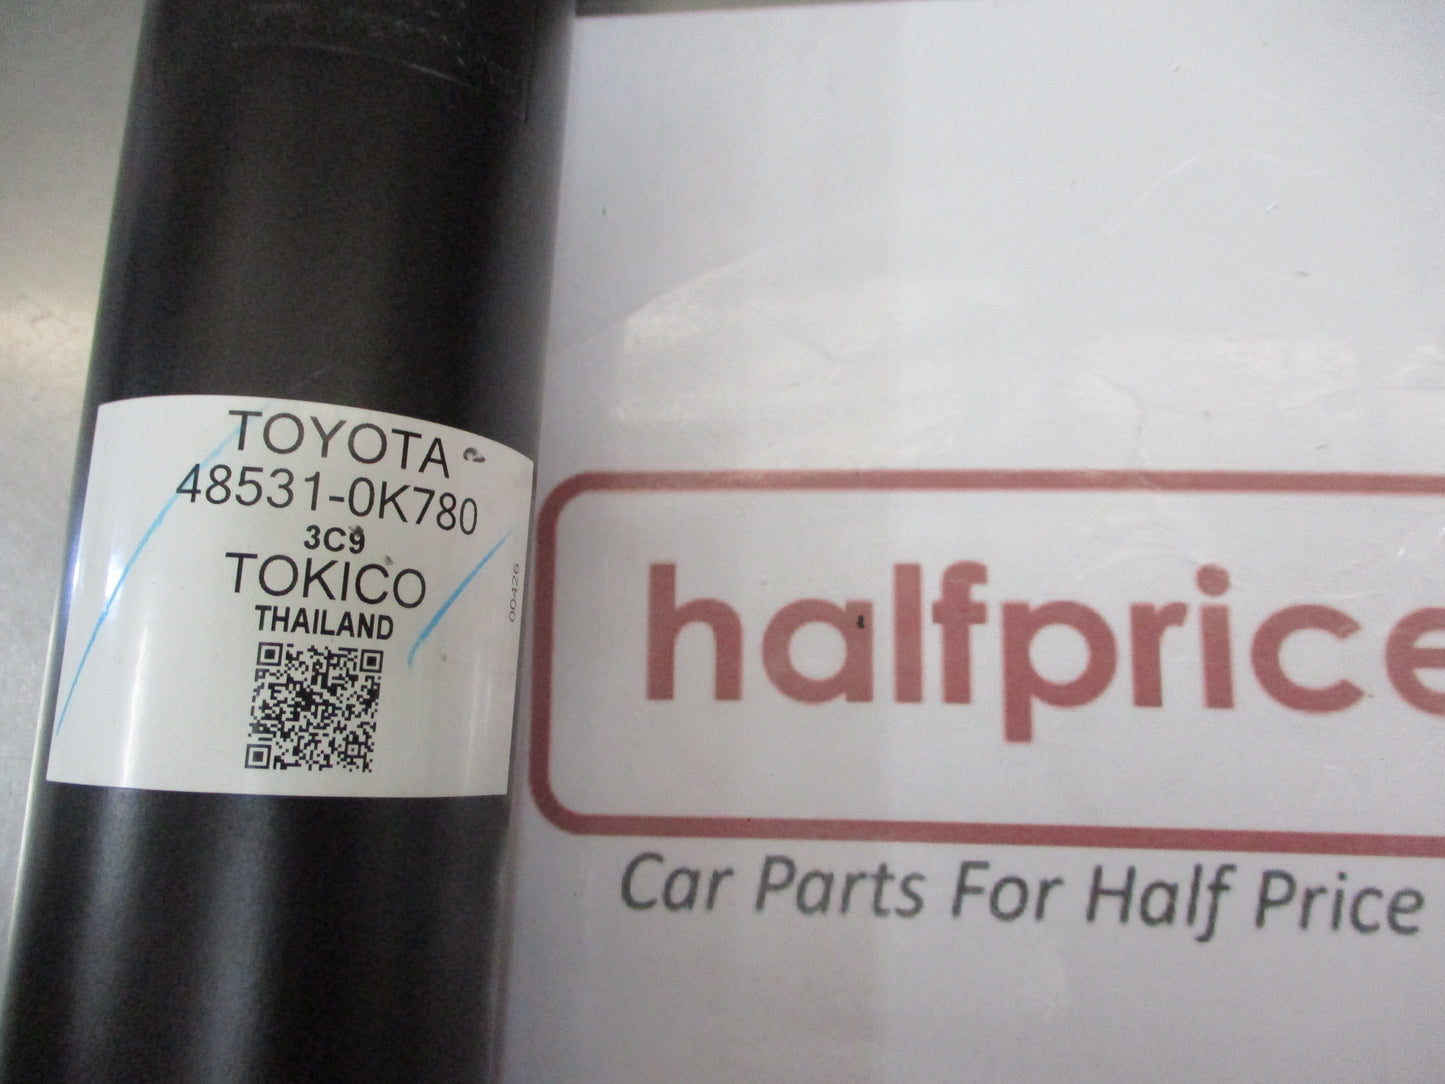 TOYOTA
48531-0K780
3C9
TOKICO
THAILAND
00426
halfprice
Car Parts For Half Price